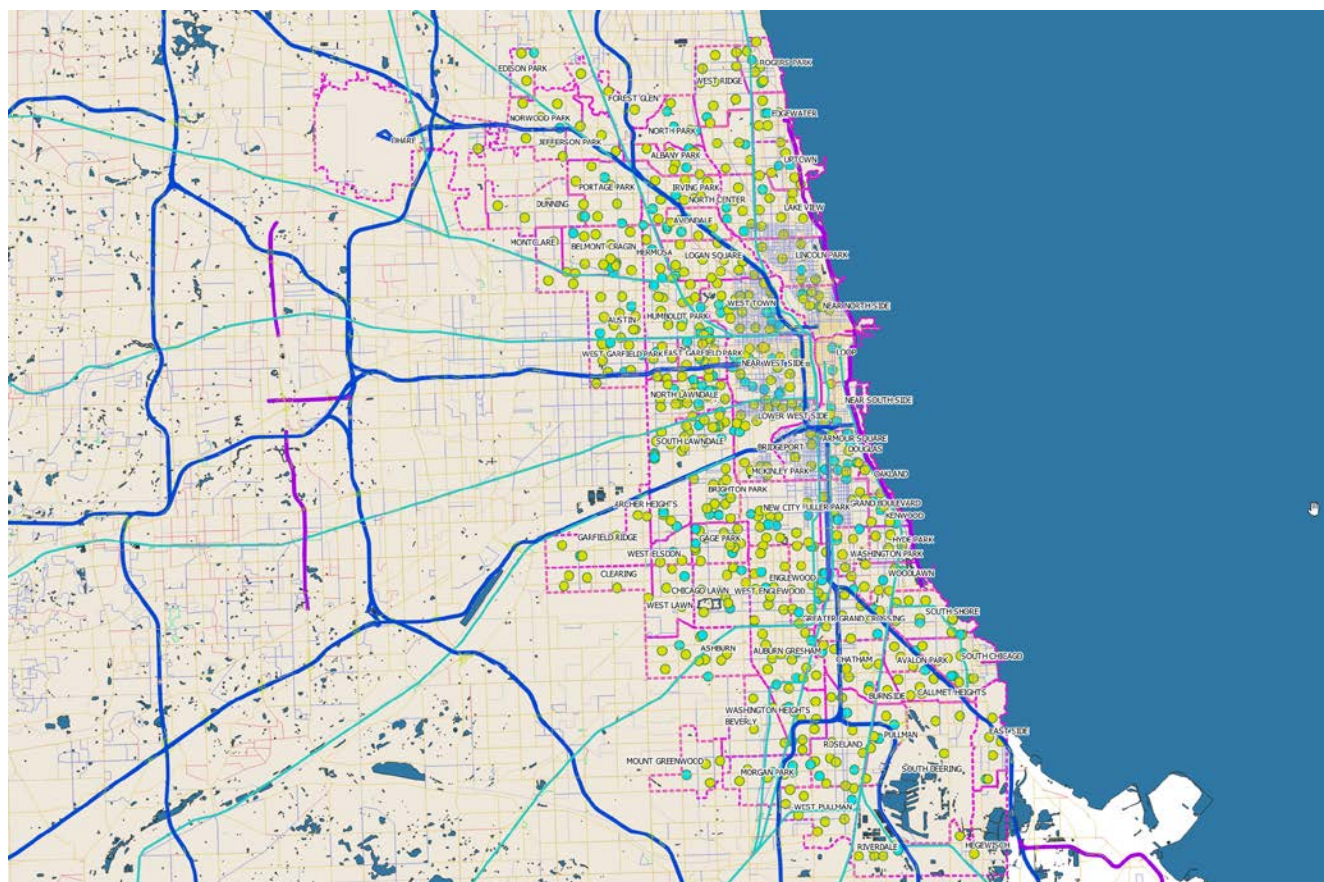 EDISON PARK
ROGERS PARK
WEST RIDGE
FOREST GLEN
NORWOOD PARK
EDGEWATER
NORTH PARK
OHARE
JEFFERSON PARK
ALBANY PARK
UPTOWN
PORTAGE PARK
IRVING PARK
NORTH CENTER
DUNNING
LAKE VIEW
AVONDALE
MONTCLARE
BELMONT CRAGIN
HERMOSA
LOGAN SQUARE
LINCOLN PARK
WEST TOWN
NEAR NORTH SIDE
AUSTIN
HUMBOLDT PARK
LOOP
WEST GARFIELD PARK
EAST GARFIELD PARK
NEAR WEST SIDE
NORTH LAWNDALE
NEAR SOUTH SIDE
LOWER WEST SIDE
SOUTH LAWNDALE
ARMOUR SQUARE
BRIDGEPORT
DOUGLAS
MCKINLEY PARK
OAKLAND
BRIGHTON PARK
ARCHER HEIGHTS
NEW CITY
FULLER PARK
GRAND BOULEVARD
KENWOOD
GARFIELD RIDGE
GAGE PARK
HYDE PARK
WEST ELSDON
WASHINGTON PARK
CLEARING
ENGLEWOOD
WOODLAWN
CHICAGO LAWN
WEST ENGLEWOOD
WEST LAWN
SOUTH SHORE
GREATER GRAND CROSSING
ASHBURN
AUBURN GRESHAM
CHATHAM
AVALON PARK
SOUTH CHICAGO
BURNSIDE
CALUMET HEIGHTS
WASHINGTON HEIGHTS
BEVERLY
EAST SIDE
PULLMAN
ROSELAND
MOUNT GREENWOOD
MORGAN PARK
SOUTH DEERING
WEST PULLMAN
RIVERDALE
HEGEWISCH